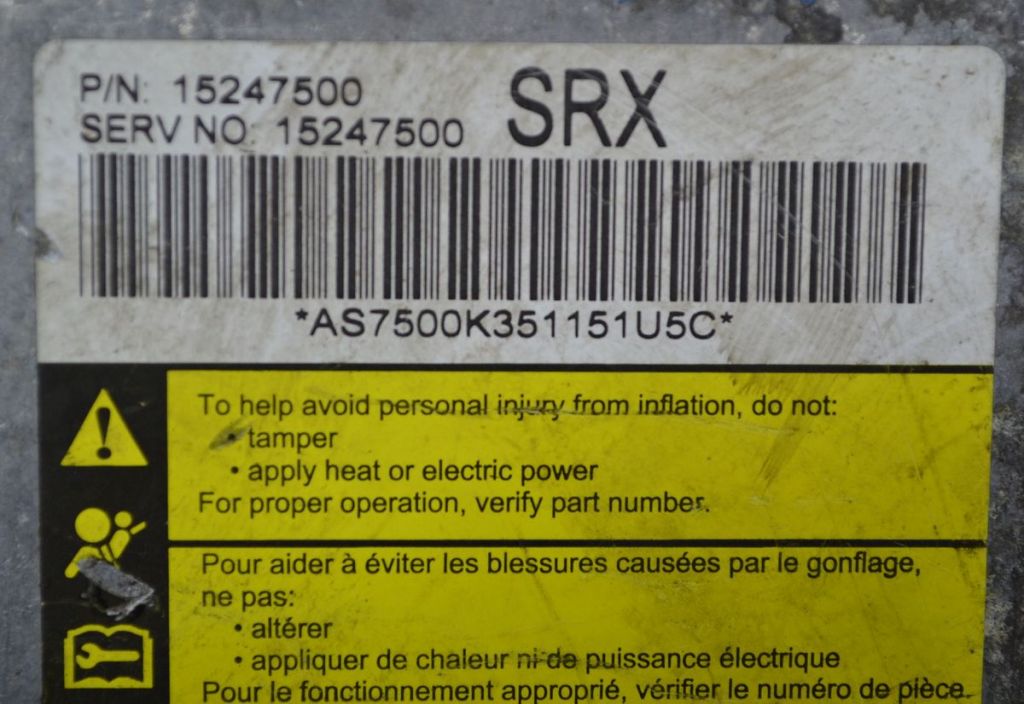 P/N: 15247500
SERV NO: 15247500 SRX
*AS7500K351151U5C*
To help avoid personal injury from inflation, do not:
• tamper
• apply heat or electric power
For proper operation, verify part number.
Pour aider à éviter les blessures causées par le gonflage,
ne pas:
• altérer
• appliquer de chaleur ni de puissance électrique
Pour le fonctionnement approprié, vérifier le numéro de pièce.